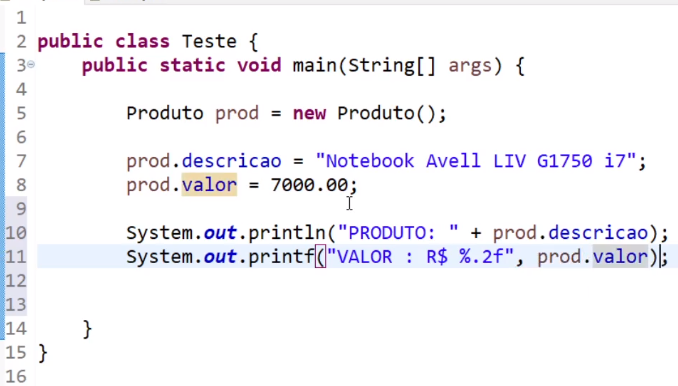 1
2 public class Teste {
3 public static void main(String[] args) {
4
5 Produto prod = new Produto();
6
7 prod.descricao = "Notebook Avell LIV G1750 i7";
8 prod.valor = 7000.00;
9
10 System.out.println("PRODUTO: " + prod.descricao);
11 System.out.printf("VALOR : R$ %.2f", prod.valor);
12
13
14 }
15 }
16